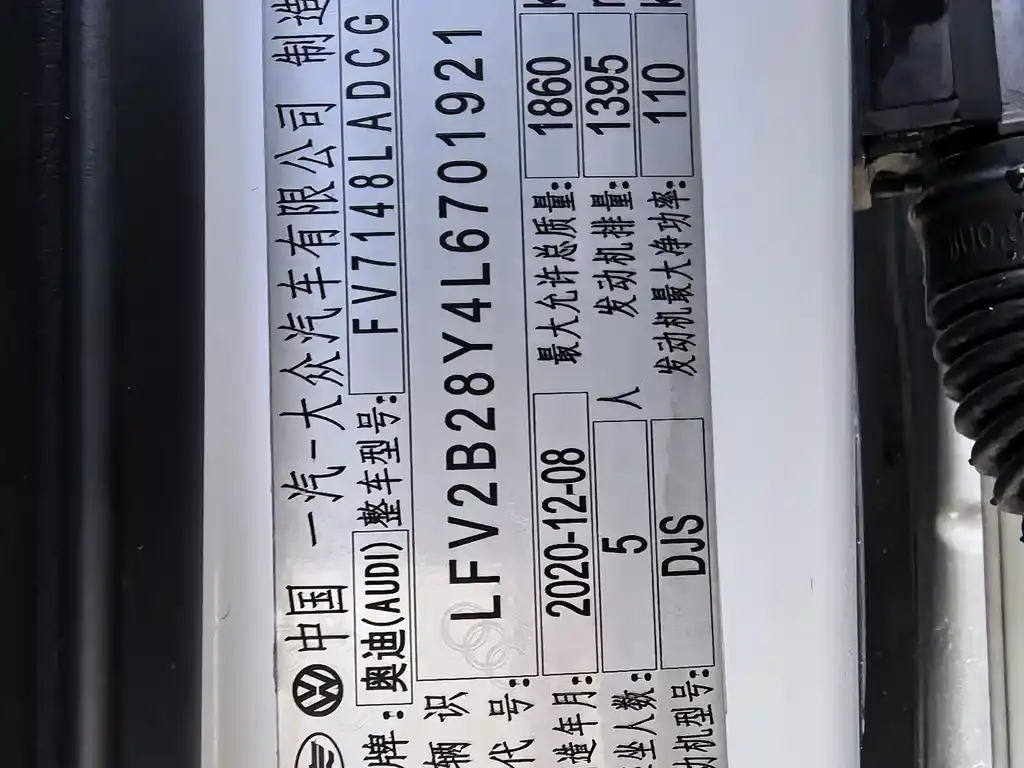 中国 一汽-大众汽车有限公司 制造
牌: 奥迪(AUDI) 整车型号: FV7148LADCG
辆识代号: LFV2B28Y4L6701921
造年月: 2020-12-08 最大允许总质量: 1860 k
坐人数: 5 人 发动机排量: 1395
动机型号: DJS 发动机最大净功率: 110 k